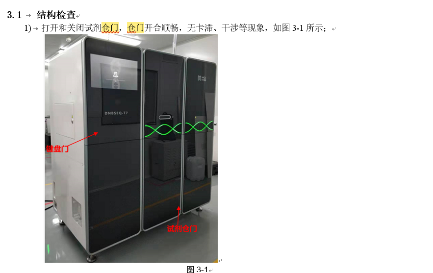 3.1 结构检查
1) 打开和关闭试剂仓门，仓门开合顺畅，无卡滞、干涉等现象，如图 3-1 所示；
图 3-1